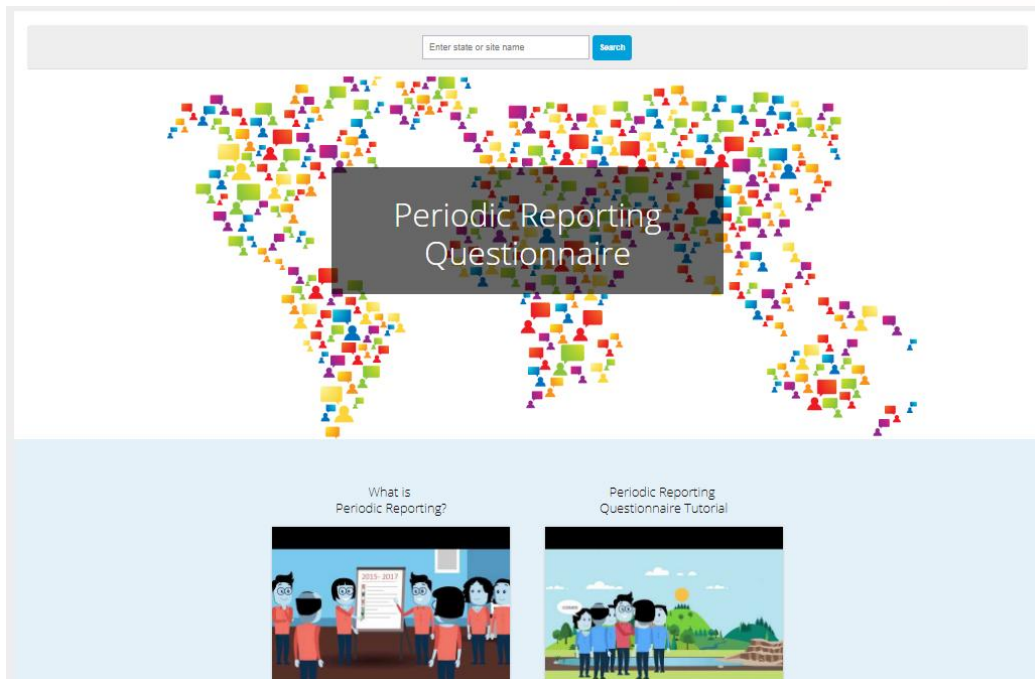 Enter state or site name
Search
Periodic Reporting
Questionnaire
What is
Periodic Reporting?
Periodic Reporting
Questionnaire Tutorial
2015-2017